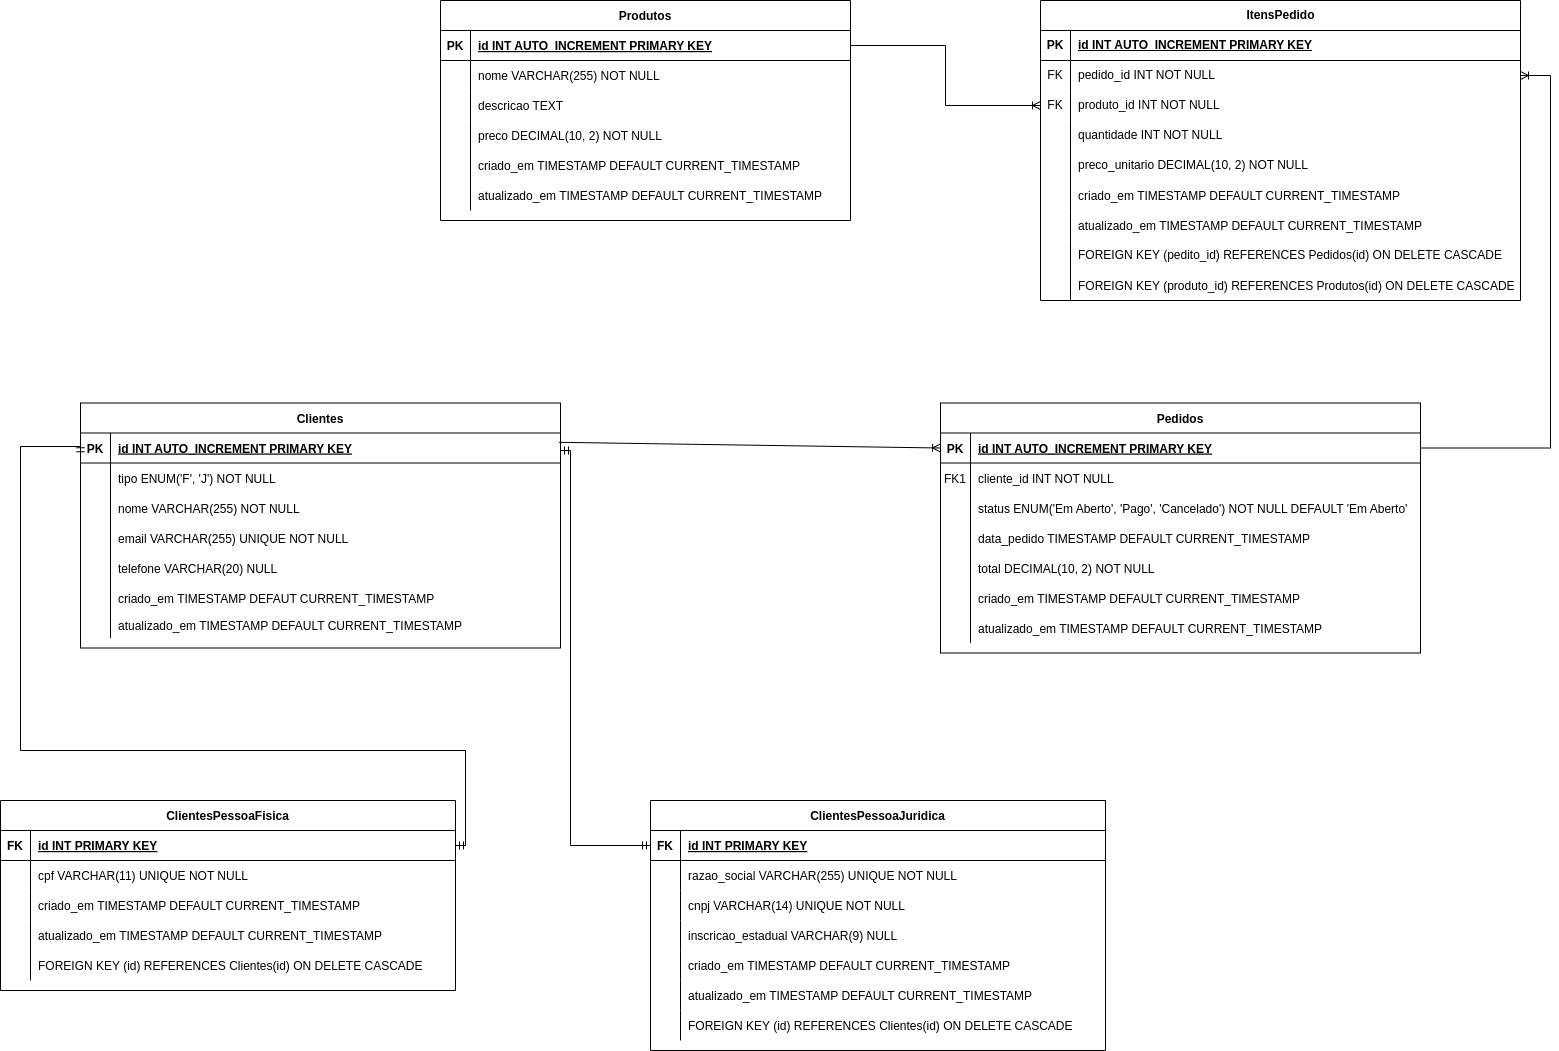 Produtos
PK id INT AUTO_INCREMENT PRIMARY KEY
nome VARCHAR(255) NOT NULL
descricao TEXT
preco DECIMAL(10, 2) NOT NULL
criado_em TIMESTAMP DEFAULT CURRENT_TIMESTAMP
atualizado_em TIMESTAMP DEFAULT CURRENT_TIMESTAMP
ItensPedido
PK id INT AUTO_INCREMENT PRIMARY KEY
FK pedido_id INT NOT NULL
FK produto_id INT NOT NULL
quantidade INT NOT NULL
preco_unitario DECIMAL(10, 2) NOT NULL
criado_em TIMESTAMP DEFAULT CURRENT_TIMESTAMP
atualizado_em TIMESTAMP DEFAULT CURRENT_TIMESTAMP
FOREIGN KEY (pedito_id) REFERENCES Pedidos(id) ON DELETE CASCADE
FOREIGN KEY (produto_id) REFERENCES Produtos(id) ON DELETE CASCADE
Clientes
PK id INT AUTO_INCREMENT PRIMARY KEY
tipo ENUM('F', 'J') NOT NULL
nome VARCHAR(255) NOT NULL
email VARCHAR(255) UNIQUE NOT NULL
telefone VARCHAR(20) NULL
criado_em TIMESTAMP DEFAUT CURRENT_TIMESTAMP
atualizado_em TIMESTAMP DEFAULT CURRENT_TIMESTAMP
Pedidos
PK id INT AUTO_INCREMENT PRIMARY KEY
FK1 cliente_id INT NOT NULL
status ENUM('Em Aberto', 'Pago', 'Cancelado') NOT NULL DEFAULT 'Em Aberto'
data_pedido TIMESTAMP DEFAULT CURRENT_TIMESTAMP
total DECIMAL(10, 2) NOT NULL
criado_em TIMESTAMP DEFAULT CURRENT_TIMESTAMP
atualizado_em TIMESTAMP DEFAULT CURRENT_TIMESTAMP
ClientesPessoaFisica
FK id INT PRIMARY KEY
cpf VARCHAR(11) UNIQUE NOT NULL
criado_em TIMESTAMP DEFAULT CURRENT_TIMESTAMP
atualizado_em TIMESTAMP DEFAULT CURRENT_TIMESTAMP
FOREIGN KEY (id) REFERENCES Clientes(id) ON DELETE CASCADE
ClientesPessoaJuridica
FK id INT PRIMARY KEY
razao_social VARCHAR(255) UNIQUE NOT NULL
cnpj VARCHAR(14) UNIQUE NOT NULL
inscricao_estadual VARCHAR(9) NULL
criado_em TIMESTAMP DEFAULT CURRENT_TIMESTAMP
atualizado_em TIMESTAMP DEFAULT CURRENT_TIMESTAMP
FOREIGN KEY (id) REFERENCES Clientes(id) ON DELETE CASCADE